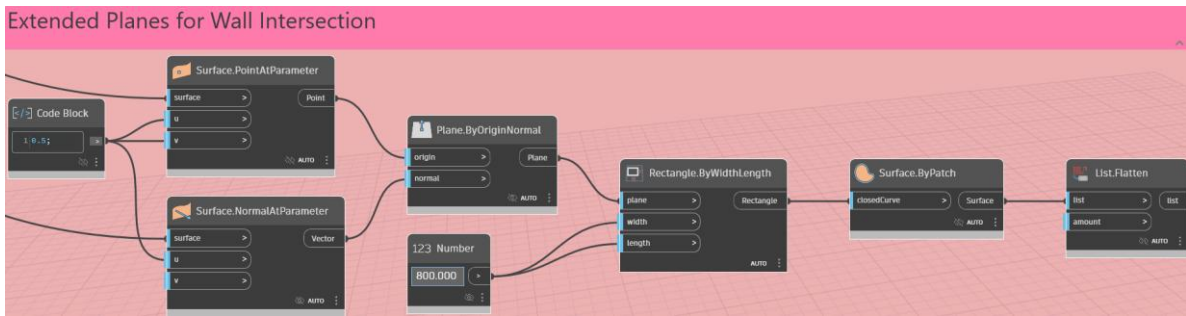 Extended Planes for Wall Intersection
Code Block
1 0.5;
>
Surface.PointAtParameter
surface > Point
u >
v >
AUTO
Surface.NormalAtParameter
surface > Vector
u >
v >
AUTO
Plane.ByOriginNormal
origin > Plane
normal >
AUTO
123 Number
800.000 >
Rectangle.ByWidthLength
plane > Rectangle
width >
length >
AUTO
Surface.ByPatch
closedCurve > Surface
AUTO
List.Flatten
list > list
amount >
AUTO